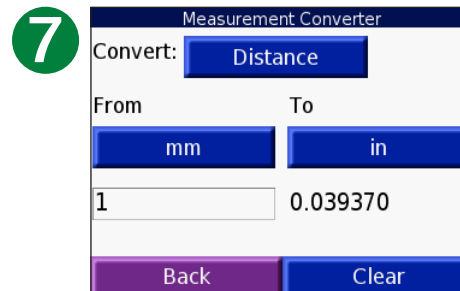 7
Measurement Converter
Convert: Distance
From To
mm in
1 0.039370
Back Clear